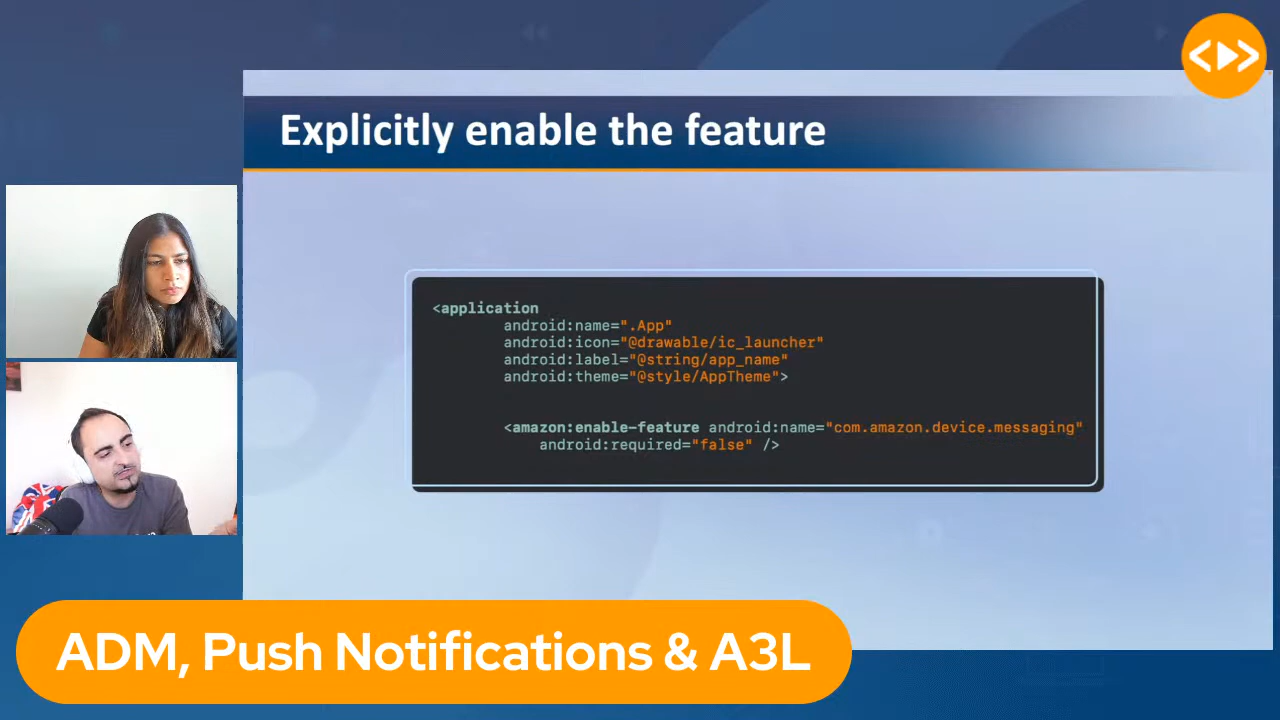 Explicitly enable the feature
<application
android:name=".App"
android:icon="@drawable/ic_launcher"
android:label="@string/app_name"
android:theme="@style/AppTheme">
<amazon:enable-feature android:name="com.amazon.device.messaging"
android:required="false" />
ADM, Push Notifications & A3L